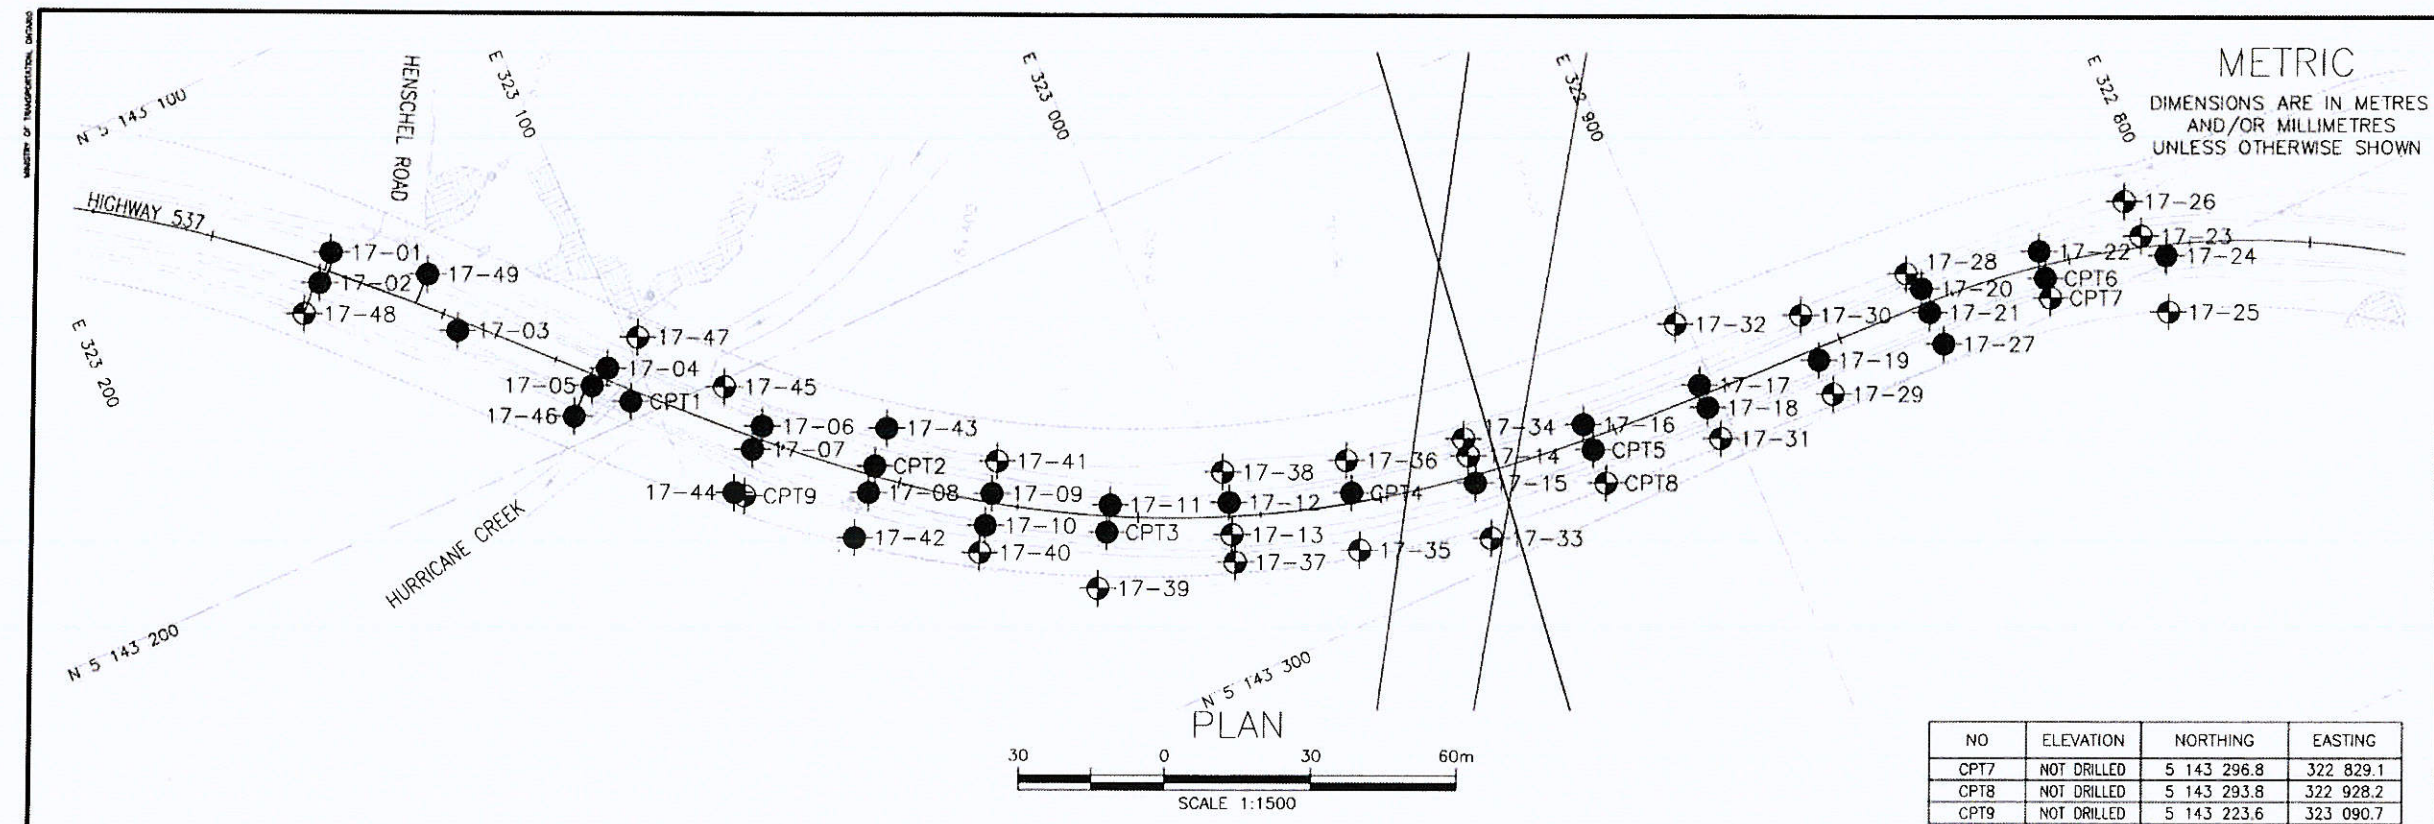 MINISTRY OF TRANSPORTATION, ONTARIO
METRIC
DIMENSIONS ARE IN METRES
AND/OR MILLIMETRES
UNLESS OTHERWISE SHOWN
N 5 143 100
HENSCHEL ROAD
E 323 100
E 323 000
E 322 900
E 322 800
HIGHWAY 537
E 323 200
17-01
17-02
17-48
17-49
17-03
17-47
17-04
17-05
17-46
CPT1
17-45
17-06
17-07
17-43
CPT2
17-44
CPT9
17-08
17-42
17-41
17-09
17-10
17-40
17-11
CPT3
17-39
17-38
17-12
17-13
17-37
17-36
CPT4
17-35
17-34
17-14
17-15
17-33
17-16
CPT5
CPT8
17-32
17-17
17-18
17-31
17-30
17-19
17-29
17-28
17-20
17-21
17-27
17-22
CPT6
CPT7
17-26
17-23
17-24
17-25
HURRICANE CREEK
N 5 143 200
N 5 143 300
PLAN
30 0 30 60m
SCALE 1:1500
NO ELEVATION NORTHING EASTING
CPT7 NOT DRILLED 5 143 296.8 322 829.1
CPT8 NOT DRILLED 5 143 293.8 322 928.2
CPT9 NOT DRILLED 5 143 223.6 323 090.7